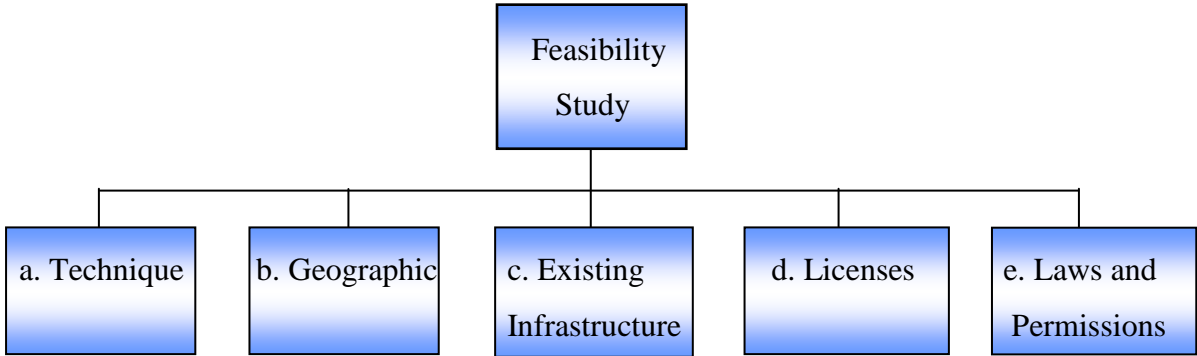 Feasibility
Study
a. Technique
b. Geographic
c. Existing
Infrastructure
d. Licenses
e. Laws and
Permissions